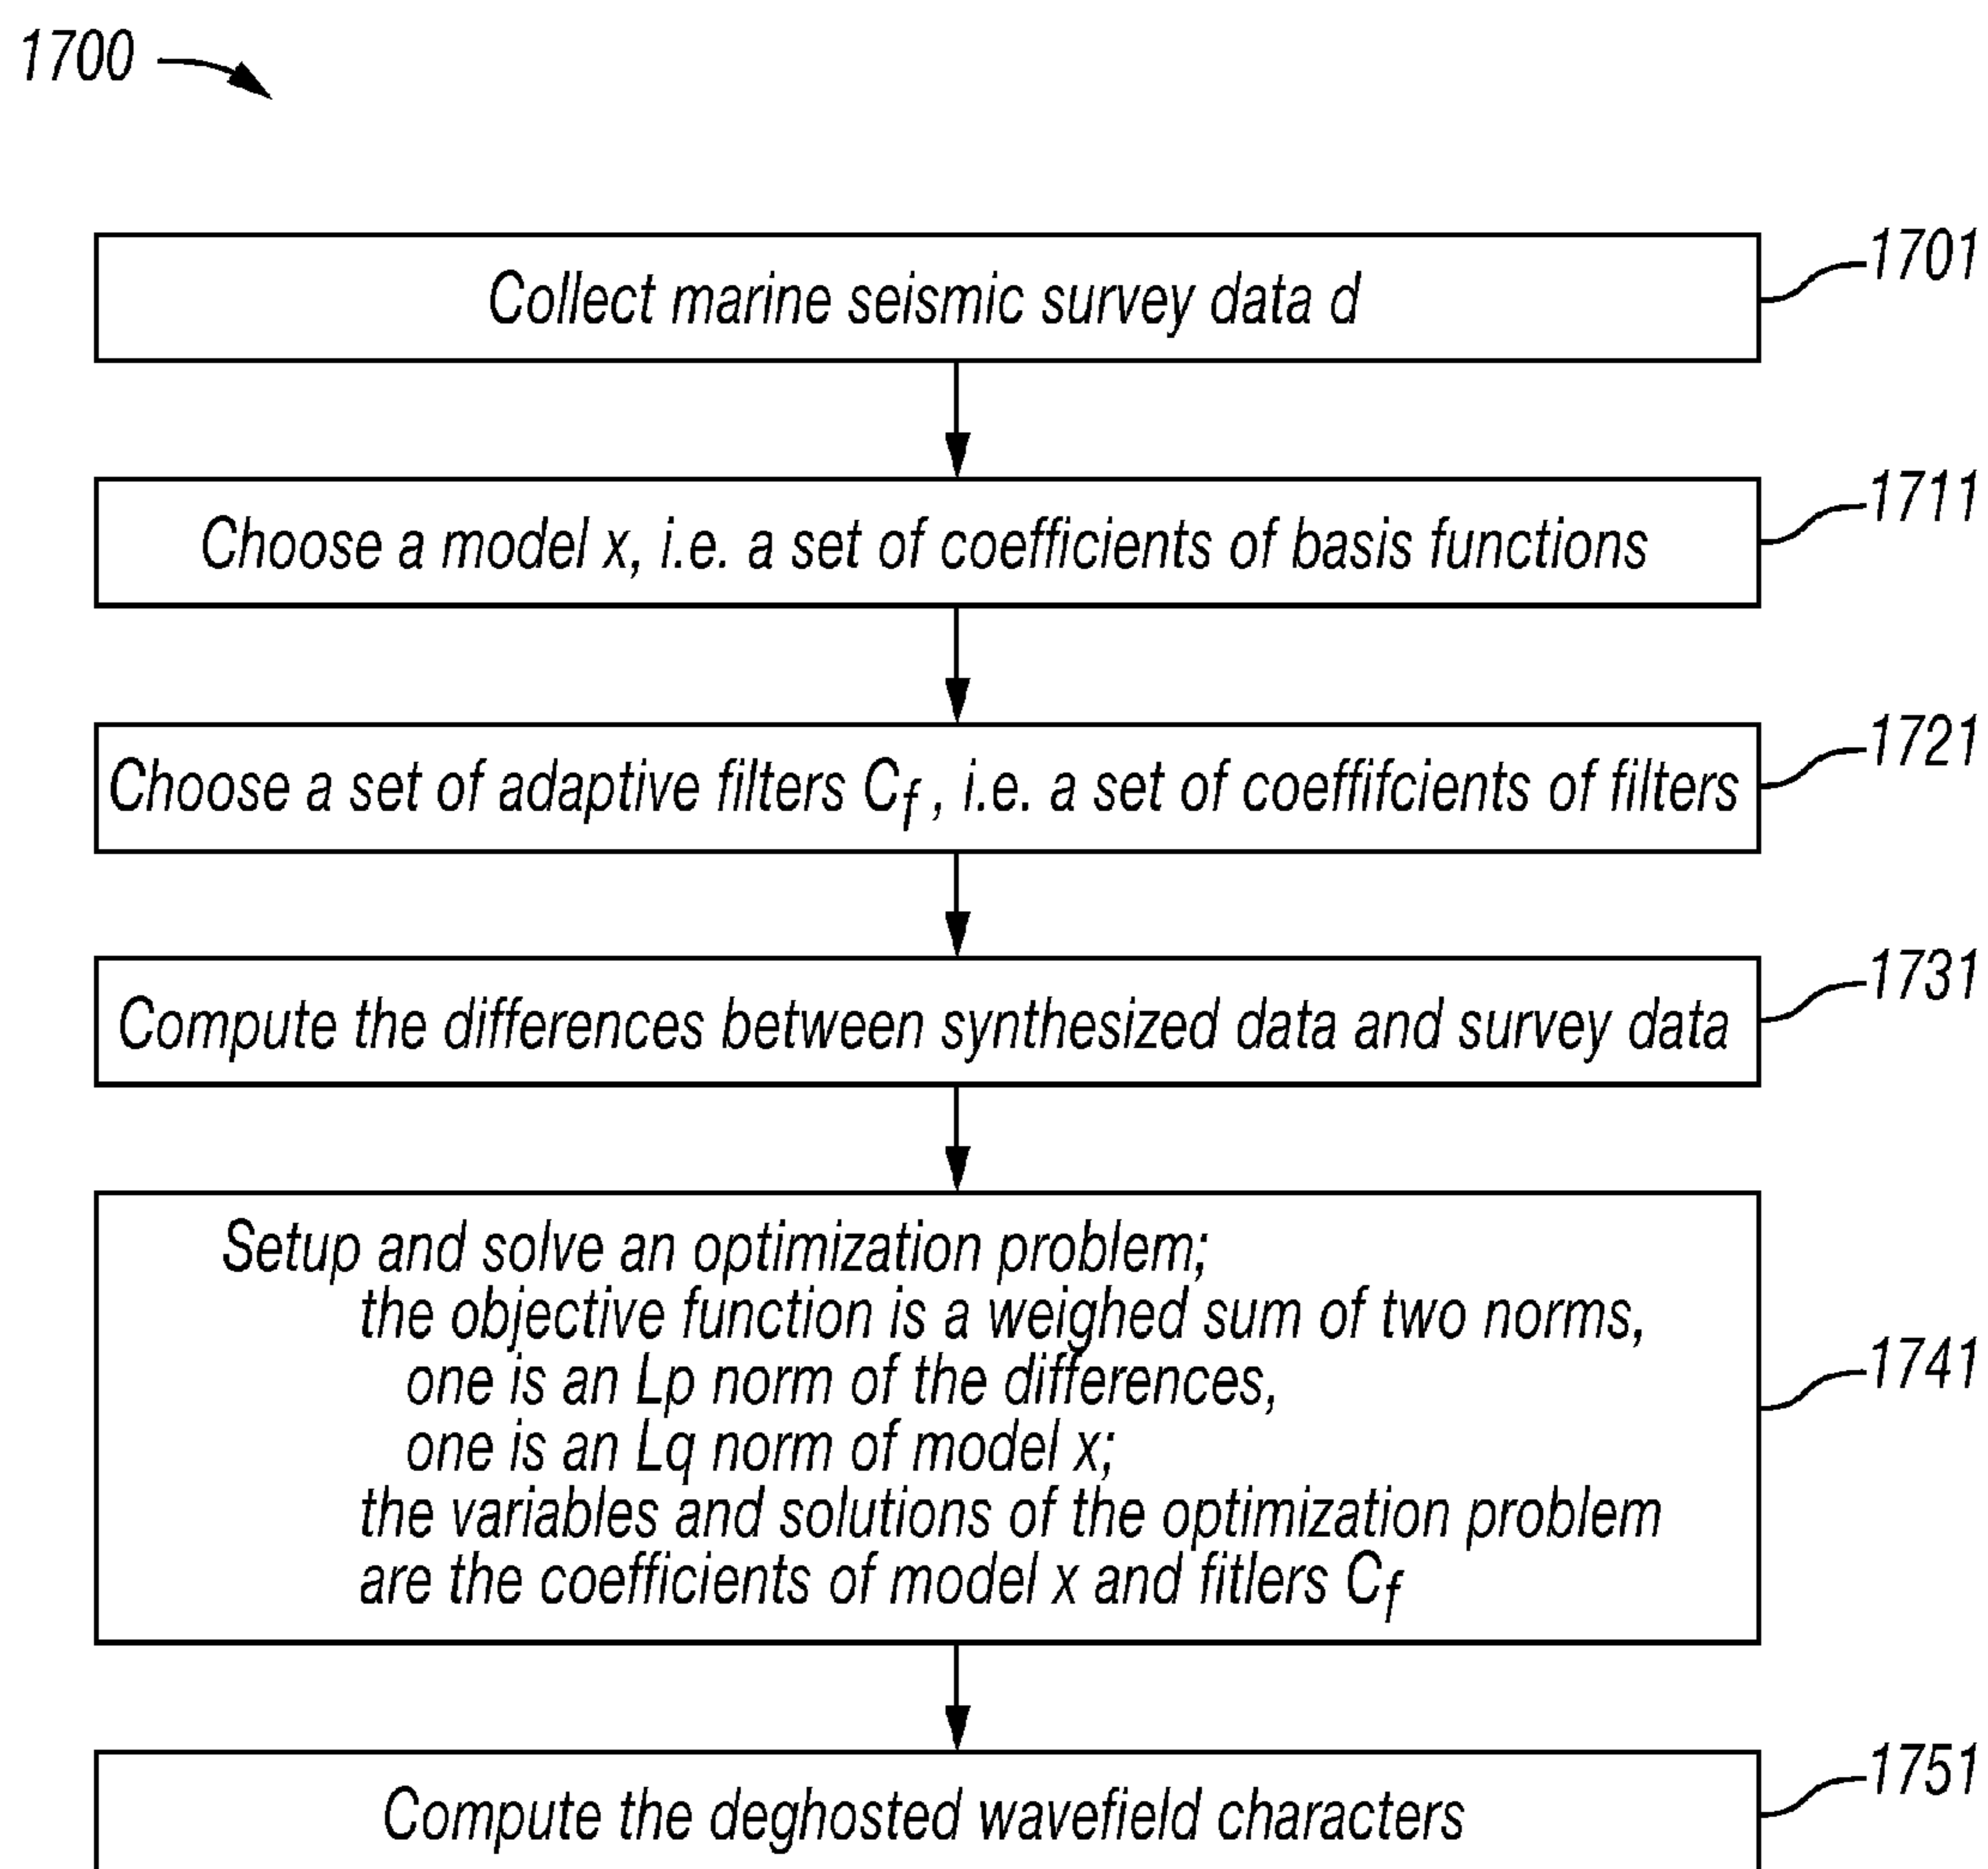 1700
Collect marine seismic survey data d
1701
Choose a model x, i.e. a set of coefficients of basis functions
1711
Choose a set of adaptive filters Cf , i.e. a set of coeffifcients of filters
1721
Compute the differences between synthesized data and survey data
1731
Setup and solve an optimization problem;
the objective function is a weighed sum of two norms,
one is an Lp norm of the differences,
one is an Lq norm of model x;
the variables and solutions of the optimization problem
are the coefficients of model x and fitlers Cf
1741
Compute the deghosted wavefield characters
1751